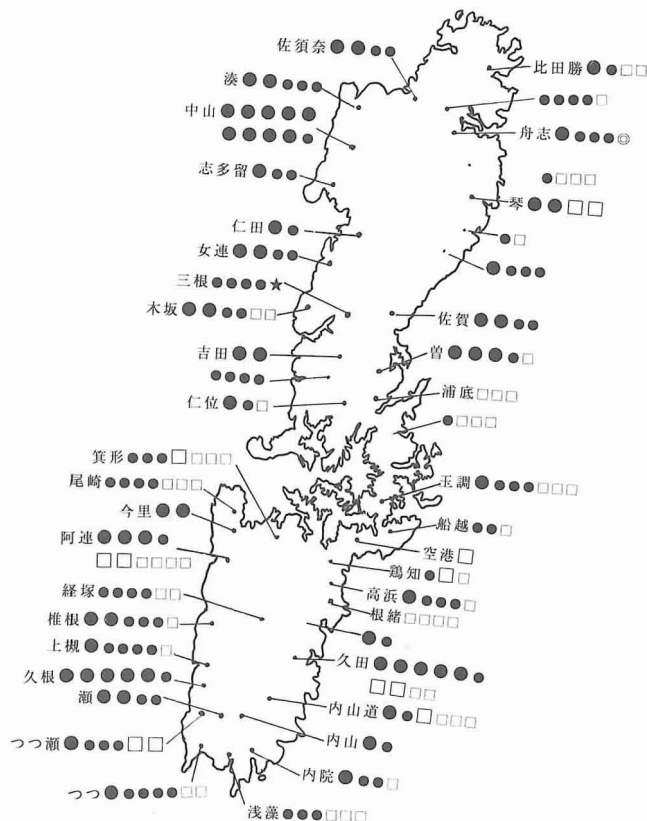 佐須奈
比田勝
湊
中山
舟志
志多留
琴
仁田
女連
三根
木坂
佐賀
吉田
曽
浦底
仁位
箕形
尾崎
玉調
今里
船越
阿連
空港
鶏知
経塚
高浜
根緒
椎根
上槻
久田
久根
瀬
内山道
つつ瀬
内山
つつ
内院
浅藻